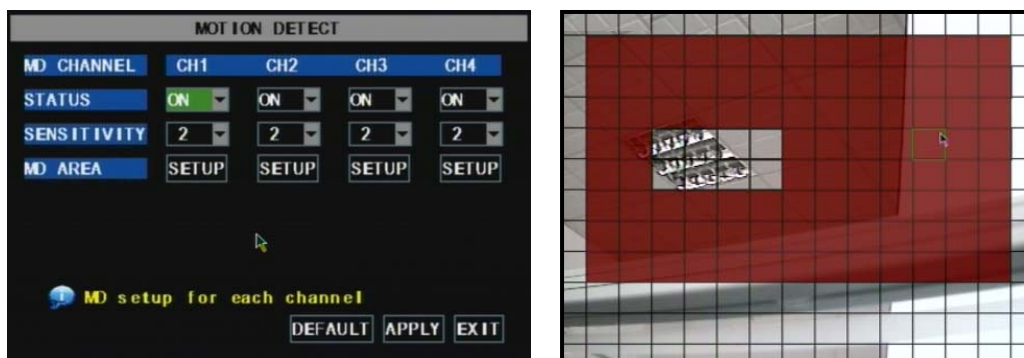 MOTION DETECT
MD CHANNEL CH1 CH2 CH3 CH4
STATUS ON ON ON ON
SENSITIVITY 2 2 2 2
MD AREA SETUP SETUP SETUP SETUP
MD setup for each channel
DEFAULT APPLY EXIT